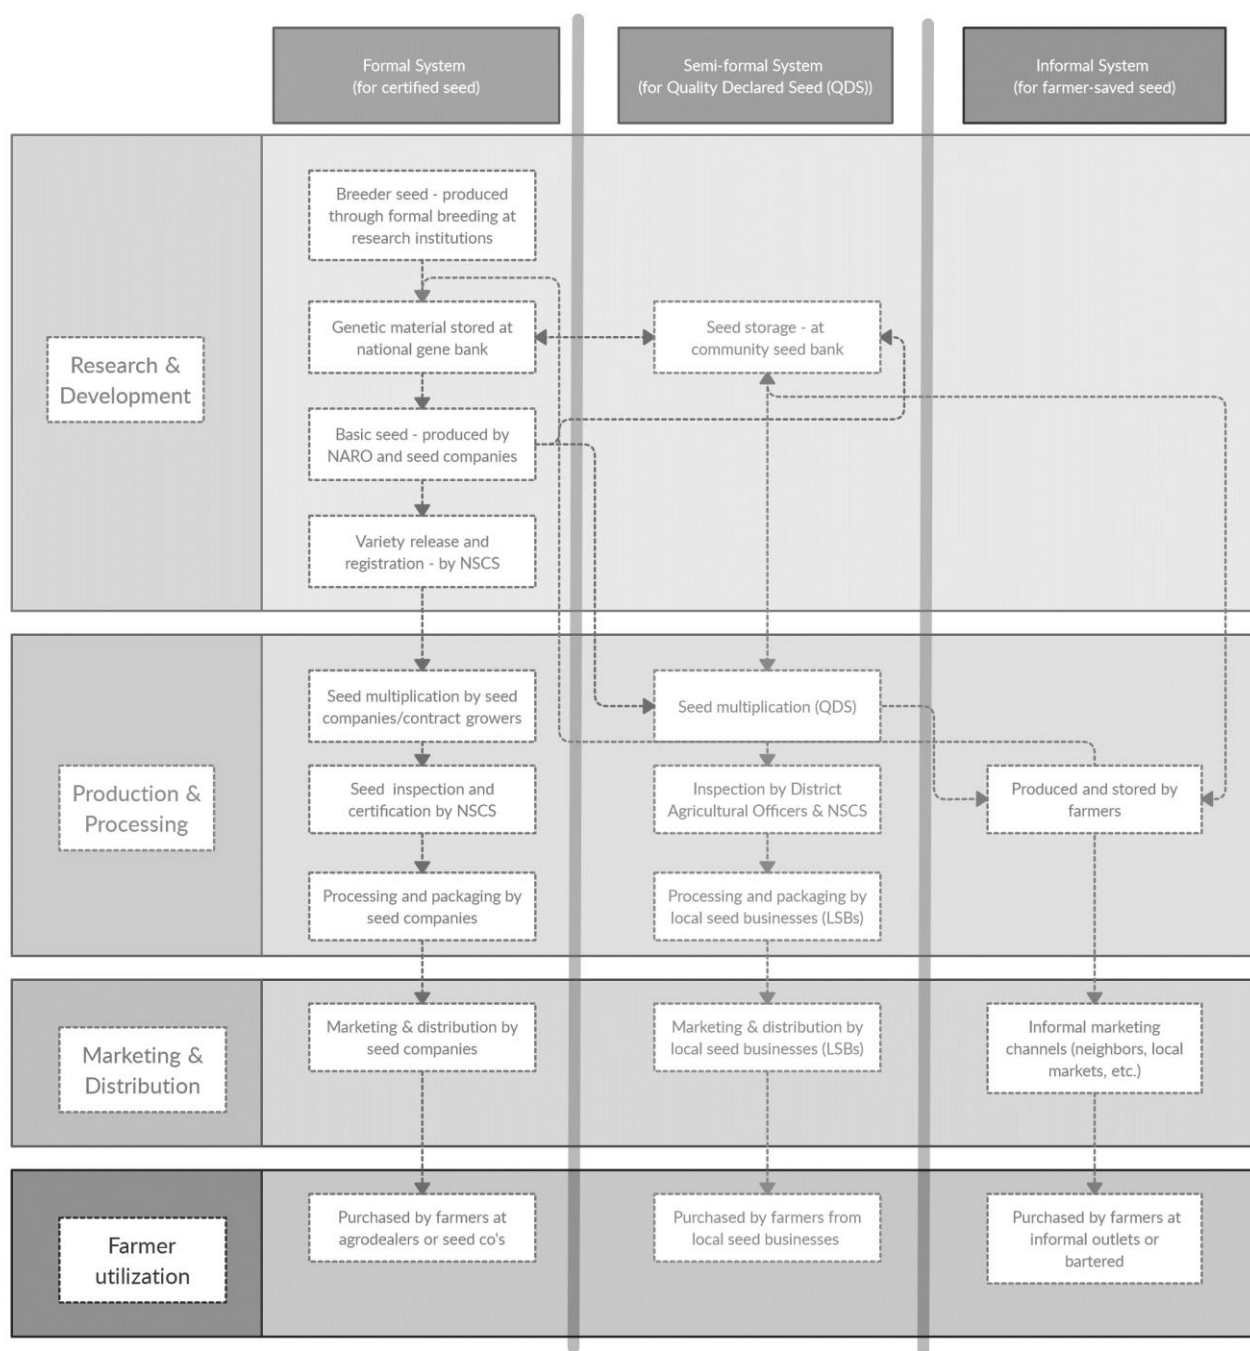 Formal System
(for certified seed)
Semi-formal System
(for Quality Declared Seed (QDS))
Informal System
(for farmer-saved seed)
Research &
Development
Breeder seed - produced
through formal breeding at
research institutions
Genetic material stored at
national gene bank
Seed storage - at
community seed bank
Basic seed - produced by
NARO and seed companies
Variety release and
registration - by NSCS
Production &
Processing
Seed multiplication by seed
companies/contract growers
Seed multiplication (QDS)
Seed inspection and
certification by NSCS
Inspection by District
Agricultural Officers & NSCS
Produced and stored by
farmers
Processing and packaging by
seed companies
Processing and packaging by
local seed businesses (LSBs)
Marketing &
Distribution
Marketing & distribution by
seed companies
Marketing & distribution by
local seed businesses (LSBs)
Informal marketing
channels (neighbors, local
markets, etc.)
Farmer
utilization
Purchased by farmers at
agrodealers or seed co's
Purchased by farmers from
local seed businesses
Purchased by farmers at
informal outlets or
bartered